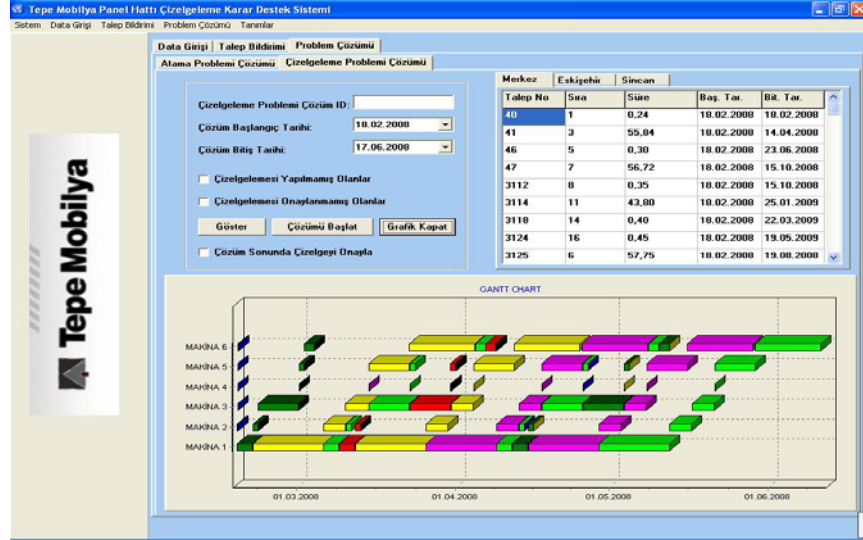 Tepe Mobilya Panel Hattı Çizelgeleme Karar Destek Sistemi
Sistem Data Girişi Talep Bildirimi Problem Çözümü Tanımlar
Data Girişi Talep Bildirimi Problem Çözümü
Atama Problemi Çözümü Çizelgeleme Problemi Çözümü
Çizelgeleme Problemi Çözüm ID:
Çözüm Başlangıç Tarihi: 18.02.2008
Çözüm Bitiş Tarihi: 17.06.2008
Çizelgelemesi Yapılmamış Olanlar
Çizelgelemesi Onaylanmamış Olanlar
Göster Çözümü Başlat Grafik Kapat
Çözüm Sonunda Çizelgeyi Onayla
Merkez Eskişehir Sincan
Talep No Sıra Süre Baş. Tar. Bit. Tar.
40 1 0,24 18.02.2008 18.02.2008
41 3 55,84 18.02.2008 14.04.2008
46 5 0,30 18.02.2008 23.06.2008
47 7 56,72 18.02.2008 15.10.2008
3112 8 0,35 18.02.2008 15.10.2008
3114 11 43,80 18.02.2008 25.01.2009
3118 14 0,40 18.02.2008 22.03.2009
3124 16 0,45 18.02.2008 19.05.2009
3125 6 57,75 18.02.2008 19.08.2008
Tepe Mobilya
GANTT CHART
MAKİNA 6
MAKİNA 5
MAKİNA 4
MAKİNA 3
MAKİNA 2
MAKİNA 1
01.03.2008 01.04.2008 01.05.2008 01.06.2008